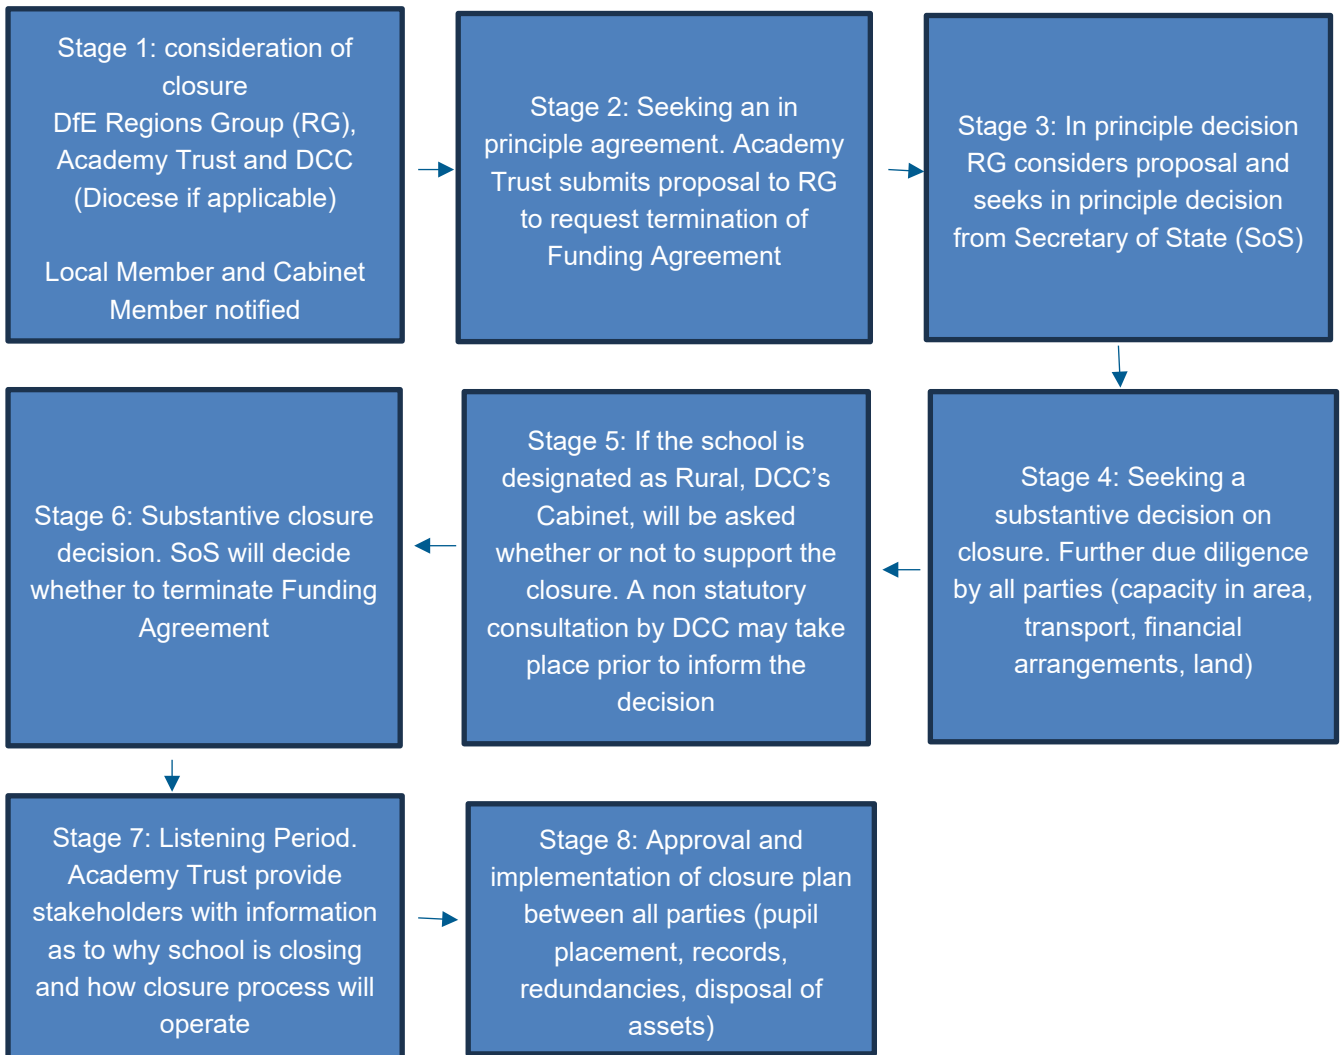 Stage 1: consideration of
closure
DfE Regions Group (RG),
Academy Trust and DCC
(Diocese if applicable)
Local Member and Cabinet
Member notified
Stage 2: Seeking an in
principle agreement. Academy
Trust submits proposal to RG
to request termination of
Funding Agreement
Stage 3: In principle decision
RG considers proposal and
seeks in principle decision
from Secretary of State (SoS)
Stage 4: Seeking a
substantive decision on
closure. Further due diligence
by all parties (capacity in area,
transport, financial
arrangements, land)
Stage 5: If the school is
designated as Rural, DCC’s
Cabinet, will be asked
whether or not to support the
closure. A non statutory
consultation by DCC may take
place prior to inform the
decision
Stage 6: Substantive closure
decision. SoS will decide
whether to terminate Funding
Agreement
Stage 7: Listening Period.
Academy Trust provide
stakeholders with information
as to why school is closing
and how closure process will
operate
Stage 8: Approval and
implementation of closure plan
between all parties (pupil
placement, records,
redundancies, disposal of
assets)